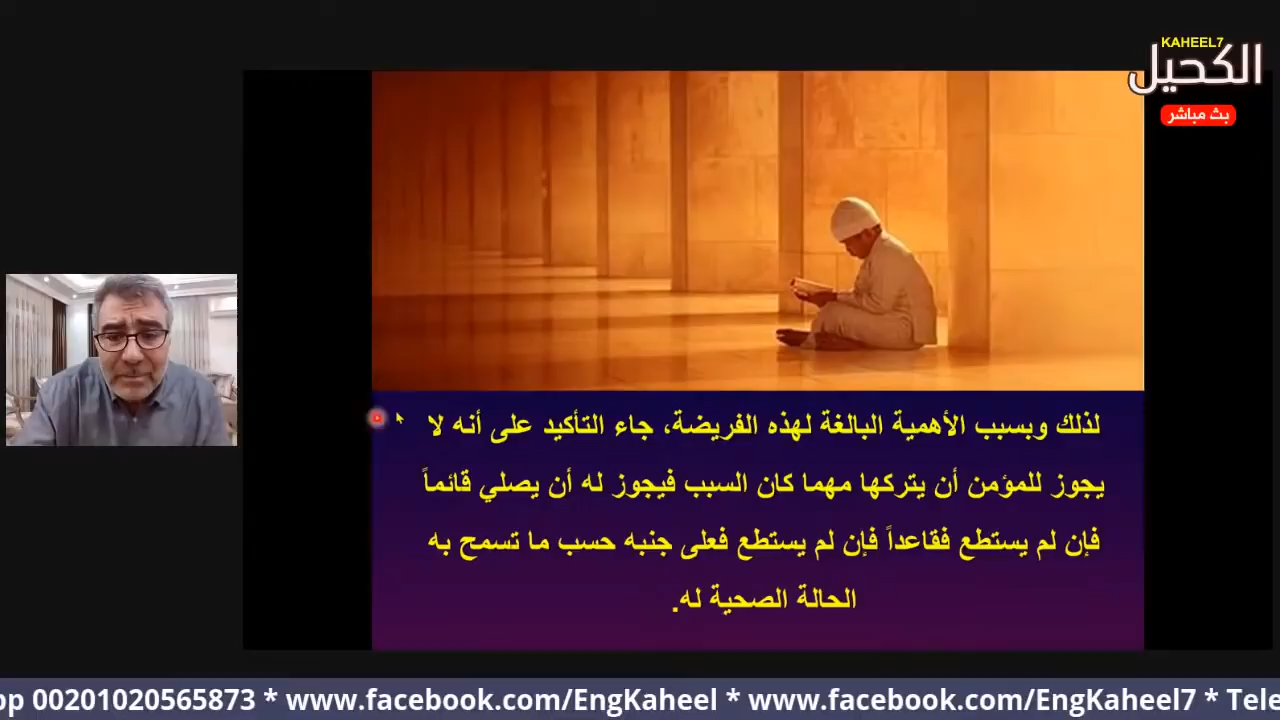 KAHEEL7
الكحيل
بث مباشر
لذلك وبسبب الأهمية البالغة لهذه الفريضة، جاء التأكيد على أنه لا
يجوز للمؤمن أن يتركها مهما كان السبب فيجوز له أن يصلي قائماً
فإن لم يستطع فقاعداً فإن لم يستطع فعلى جنبه حسب ما تسمح به
الحالة الصحية له.
pp 00201020565873 * www.facebook.com/EngKaheel * www.facebook.com/EngKaheel7 * Tele